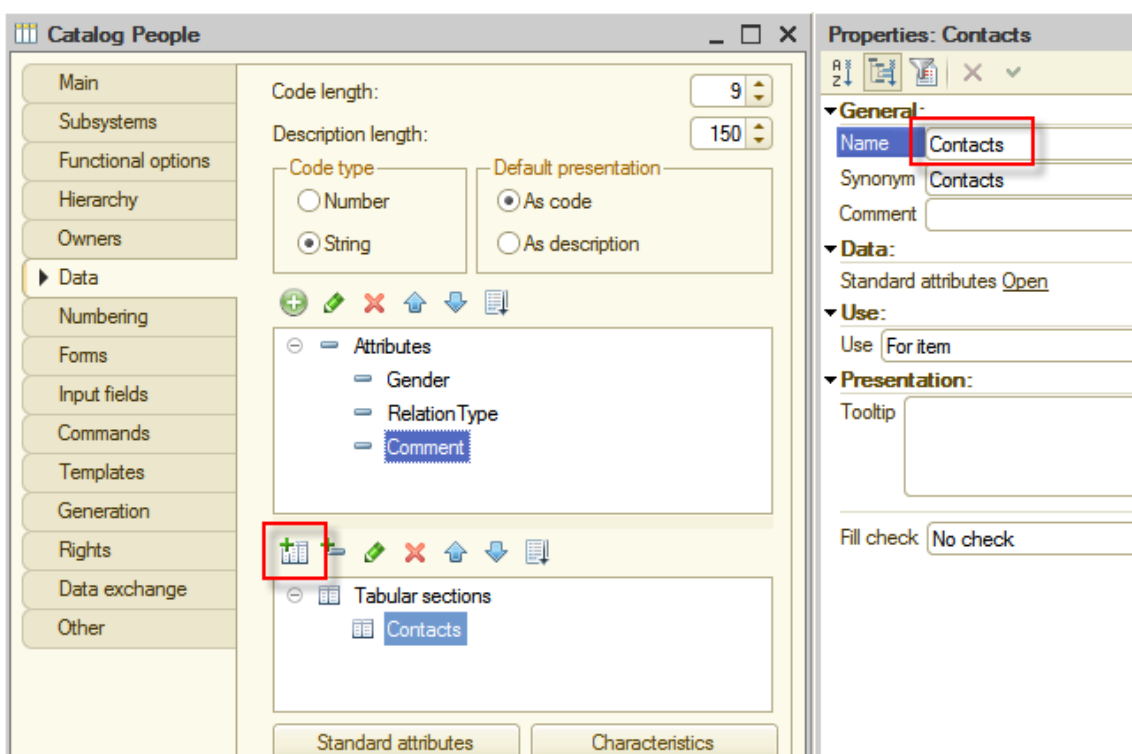 Catalog People
Main
Subsystems
Functional options
Hierarchy
Owners
Data
Numbering
Forms
Input fields
Commands
Templates
Generation
Rights
Data exchange
Other
Code length:
9
Description length:
150
Code type
Number
String
Default presentation
As code
As description
Attributes
Gender
RelationType
Comment
Tabular sections
Contacts
Standard attributes
Characteristics
Properties: Contacts
General:
Name Contacts
Synonym Contacts
Comment
Data:
Standard attributes Open
Use:
Use For item
Presentation:
Tooltip
Fill check No check